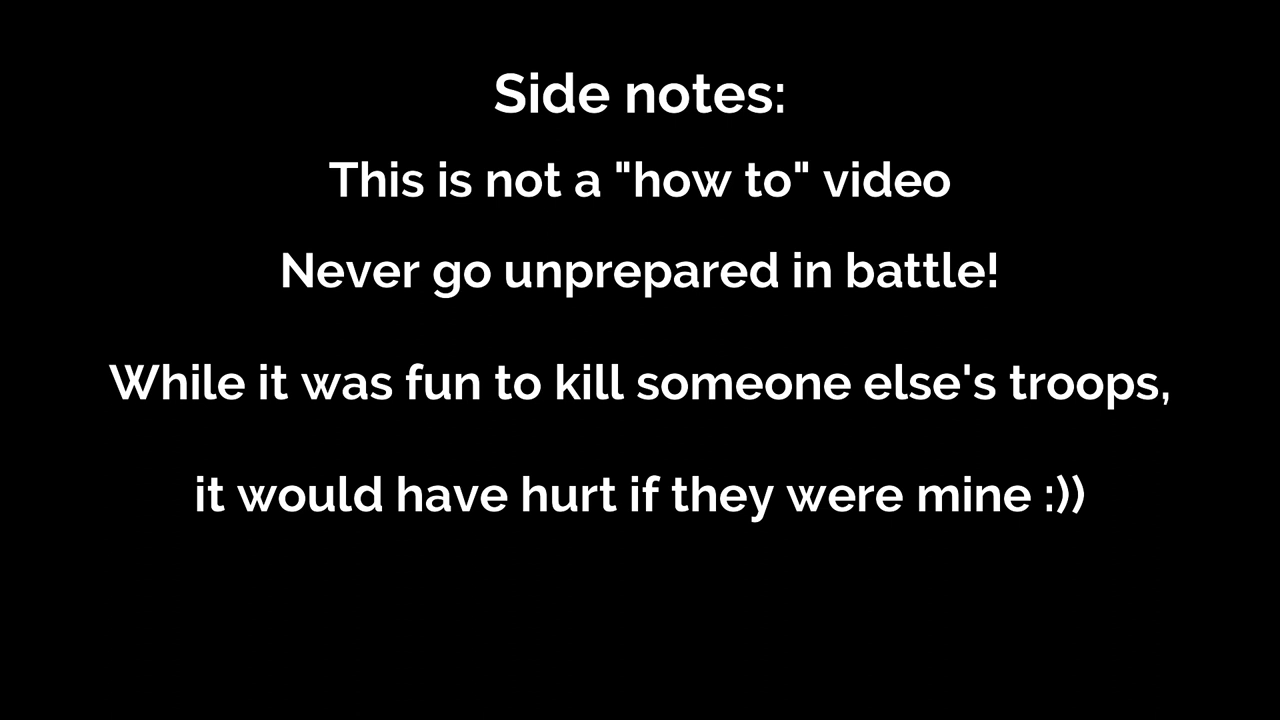 Side notes:
This is not a "how to" video
Never go unprepared in battle!
While it was fun to kill someone else's troops,
it would have hurt if they were mine :))